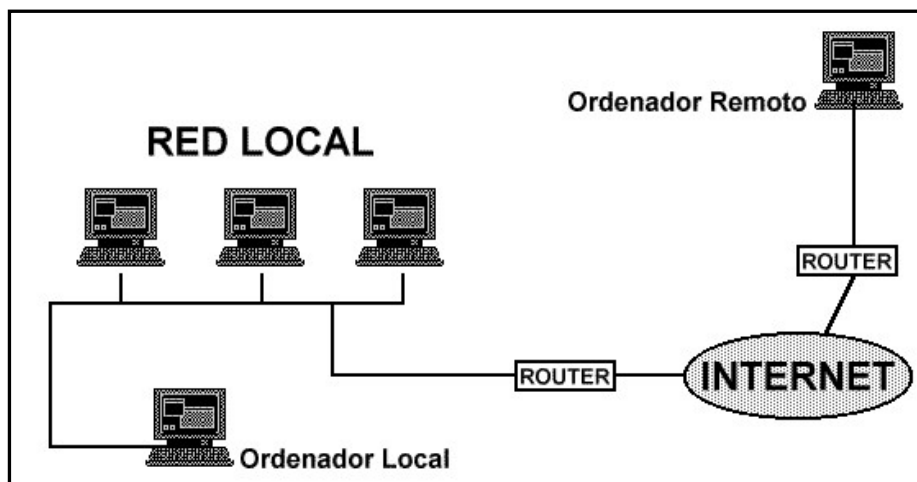 Ordenador Remoto
RED LOCAL
ROUTER
ROUTER
INTERNET
Ordenador Local